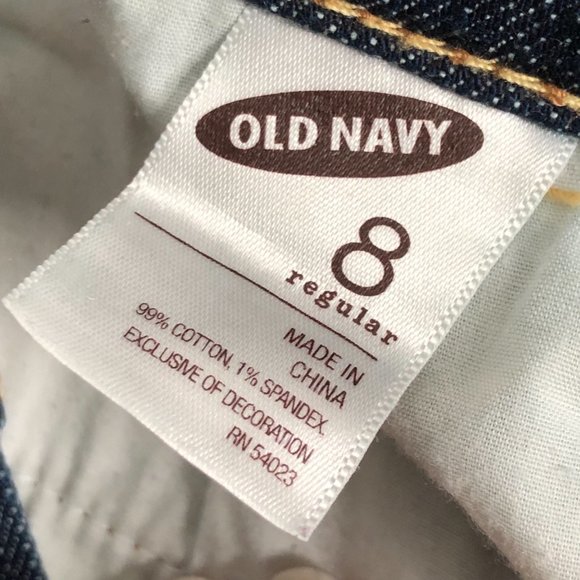 OLD NAVY
8
regular
MADE IN
CHINA
99% COTTON, 1% SPANDEX
EXCLUSIVE OF DECORATION
RN 54023